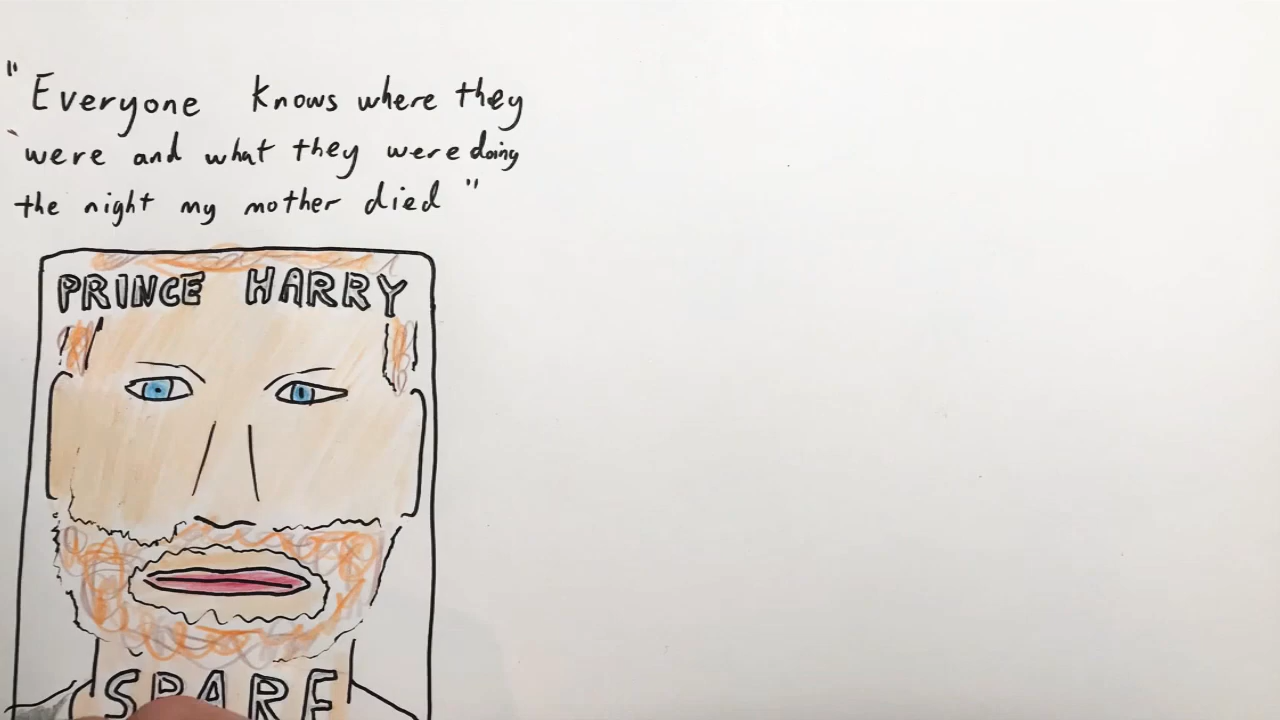 "Everyone knows where they
were and what they were doing
the night my mother died"
PRINCE HARRY
SPARE